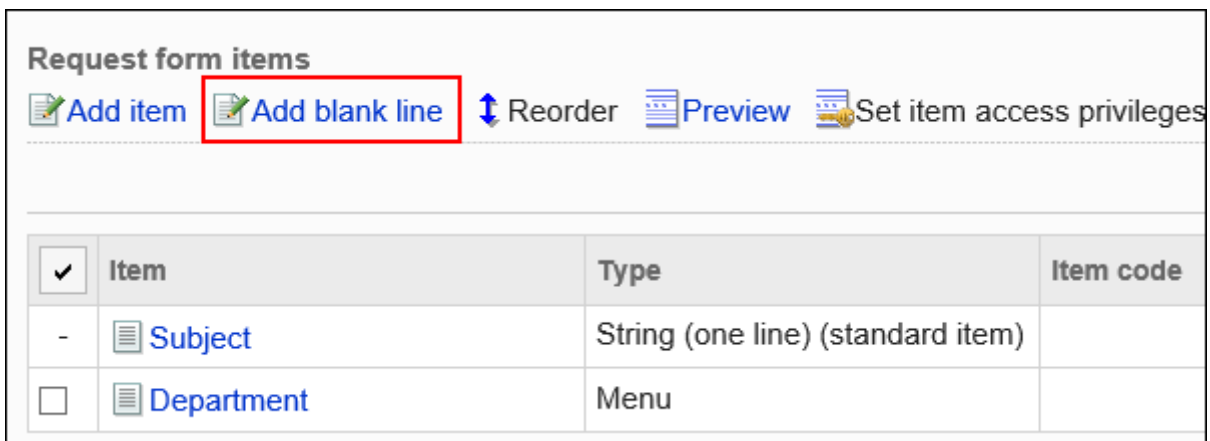 Request form items
Add item Add blank line Reorder Preview Set item access privileges
Item Type Item code
- Subject String (one line) (standard item)
Department Menu